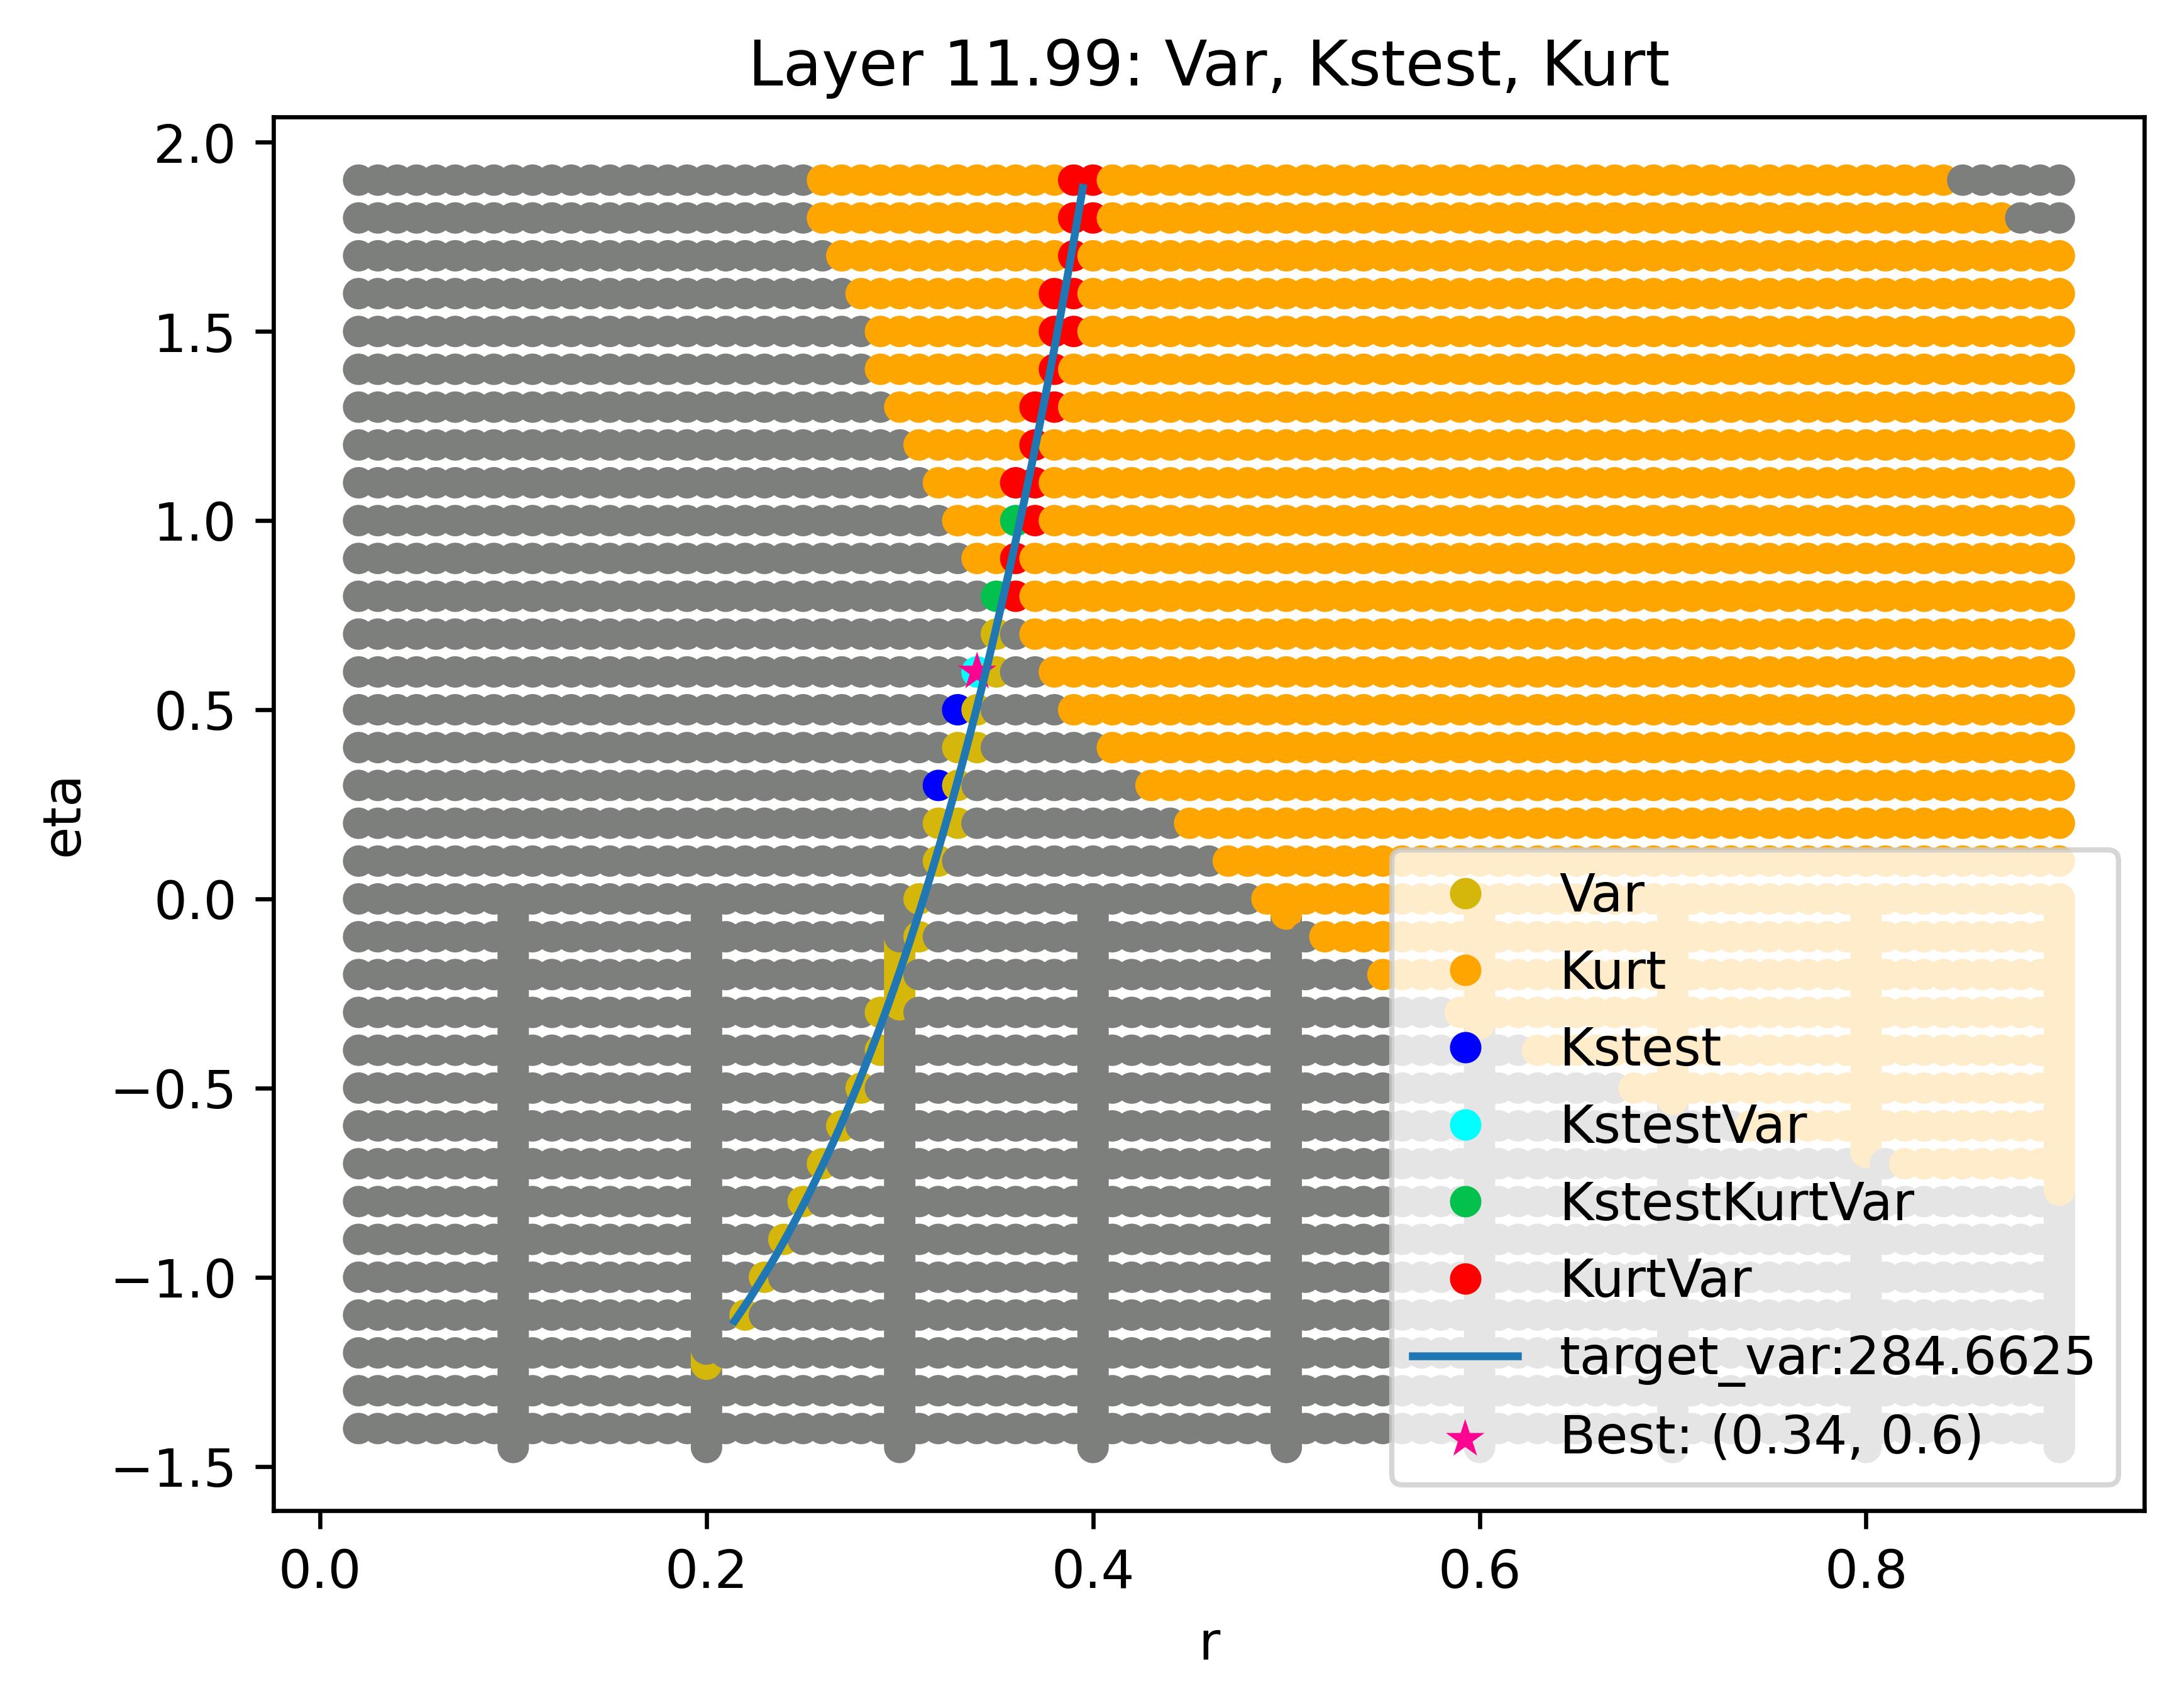 Layer 11.99: Var, Kstest, Kurt
2.0
1.5
1.0
0.5
0.0
−0.5
−1.0
−1.5
eta
0.0
0.2
0.4
0.6
0.8
r
Var
Kurt
Kstest
KstestVar
KstestKurtVar
KurtVar
target_var:284.6625
Best: (0.34, 0.6)